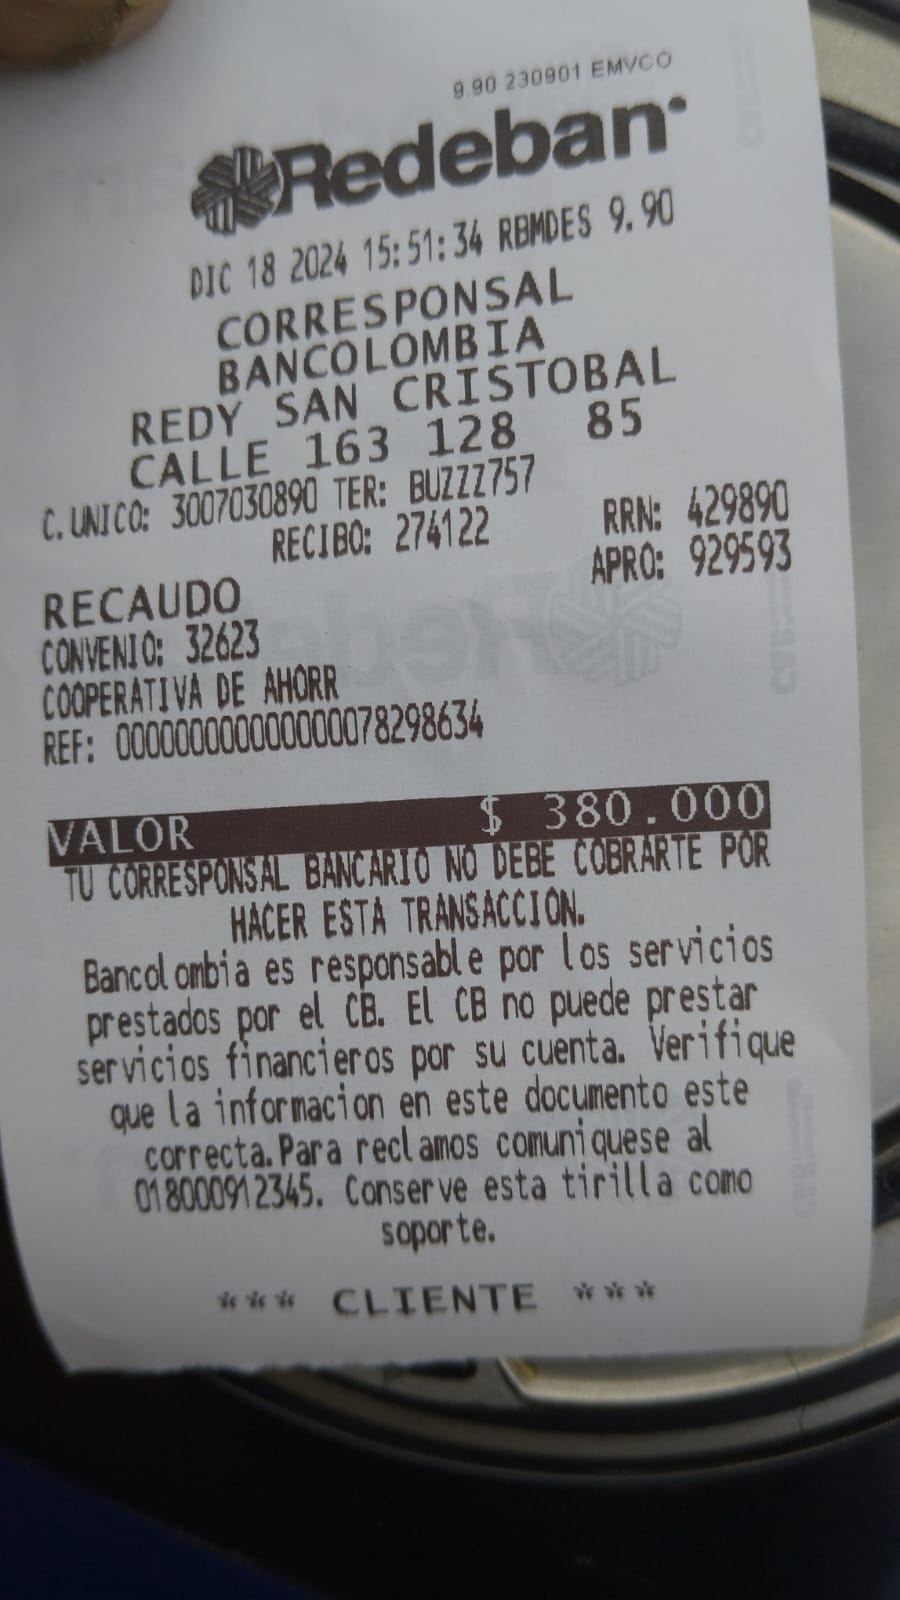 9.90 230901 EMVCO
Redeban
DIC 18 2024 15:51:34 RBMDES 9.90
CORRESPONSAL
BANCOLOMBIA
REDY SAN CRISTOBAL
CALLE 163 128 85
C. UNICO: 3007030890 TER: BUZZZ757
RECIBO: 274122 RRN: 429890
APRO: 929593
RECAUDO
CONVENIO: 32623
COOPERATIVA DE AHORR
REF: 000000000000000078298634
VALOR $ 380.000
TU CORRESPONSAL BANCARIO NO DEBE COBRARTE POR
HACER ESTA TRANSACCION.
Bancolombia es responsable por los servicios
prestados por el CB. El CB no puede prestar
servicios financieros por su cuenta. Verifique
que la informacion en este documento este
correcta.Para reclamos comuniquese al
018000912345. Conserve esta tirilla como
soporte.
*** CLIENTE ***